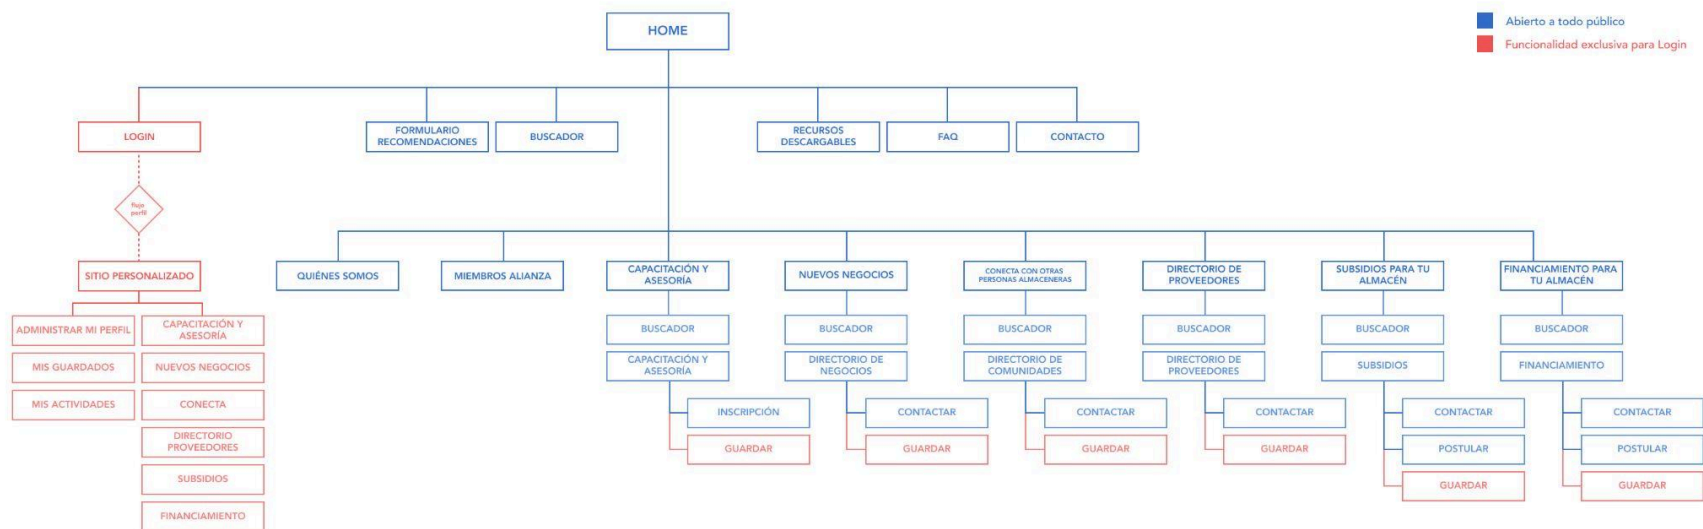 HOME
Abierto a todo público
Funcionalidad exclusiva para Login
LOGIN
FORMULARIO
RECOMENDACIONES
BUSCADOR
RECURSOS
DESCARGABLES
FAQ
CONTACTO
flujo
perfil
SITIO PERSONALIZADO
QUIÉNES SOMOS
MIEMBROS ALIANZA
CAPACITACIÓN Y
ASESORÍA
NUEVOS NEGOCIOS
CONECTA CON OTRAS
PERSONAS ALMACENERAS
DIRECTORIO DE
PROVEEDORES
SUBSIDIOS PARA TU
ALMACÉN
FINANCIAMIENTO PARA
TU ALMACÉN
ADMINISTRAR MI PERFIL
CAPACITACIÓN Y
ASESORÍA
BUSCADOR
BUSCADOR
BUSCADOR
BUSCADOR
BUSCADOR
BUSCADOR
MIS GUARDADOS
NUEVOS NEGOCIOS
CAPACITACIÓN Y
ASESORÍA
DIRECTORIO DE
NEGOCIOS
DIRECTORIO DE
COMUNIDADES
DIRECTORIO DE
PROVEEDORES
SUBSIDIOS
FINANCIAMIENTO
MIS ACTIVIDADES
CONECTA
INSCRIPCIÓN
CONTACTAR
CONTACTAR
CONTACTAR
CONTACTAR
CONTACTAR
DIRECTORIO
PROVEEDORES
GUARDAR
GUARDAR
GUARDAR
GUARDAR
POSTULAR
POSTULAR
SUBSIDIOS
GUARDAR
GUARDAR
FINANCIAMIENTO